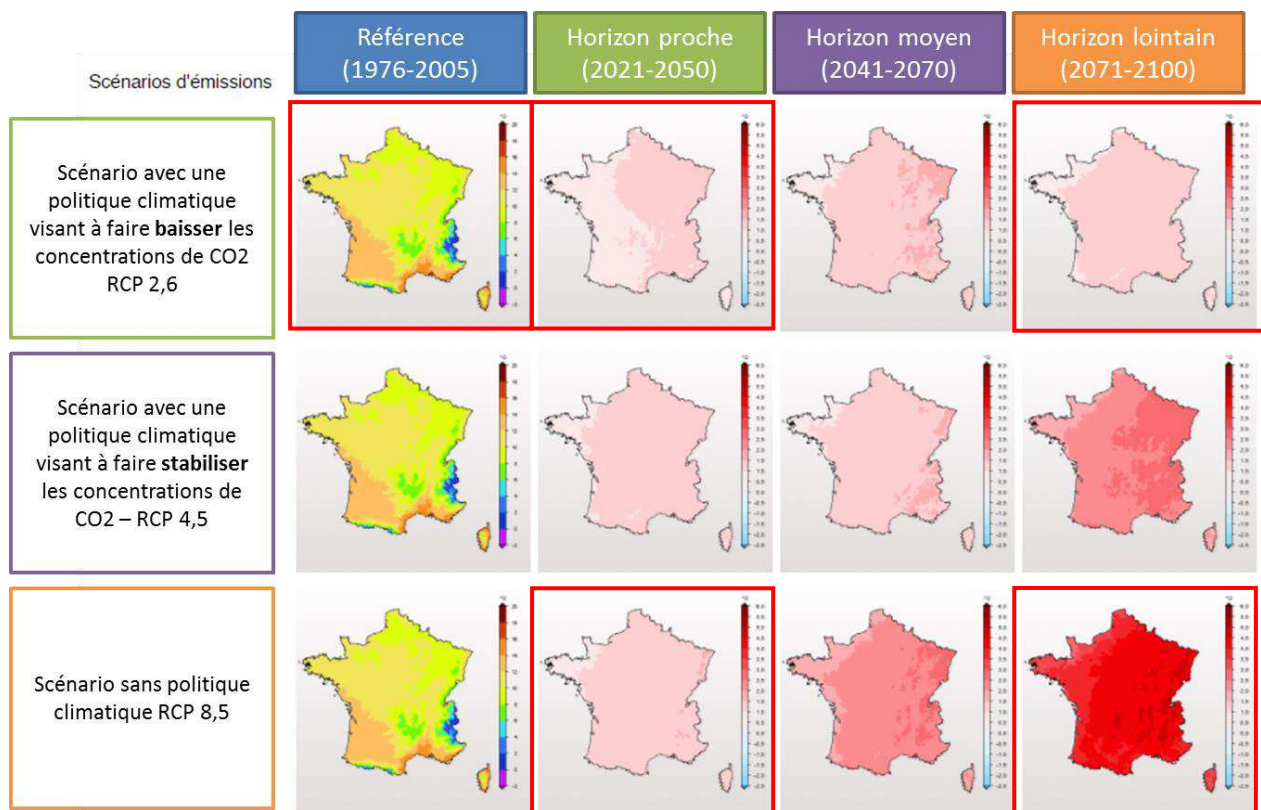 Référence
(1976-2005)
Horizon proche
(2021-2050)
Horizon moyen
(2041-2070)
Horizon lointain
(2071-2100)
Scénarios d'émissions
Scénario avec une
politique climatique
visant à faire baisser les
concentrations de CO2
RCP 2,6
Scénario avec une
politique climatique
visant à faire stabiliser
les concentrations de
CO2 – RCP 4,5
Scénario sans politique
climatique RCP 8,5